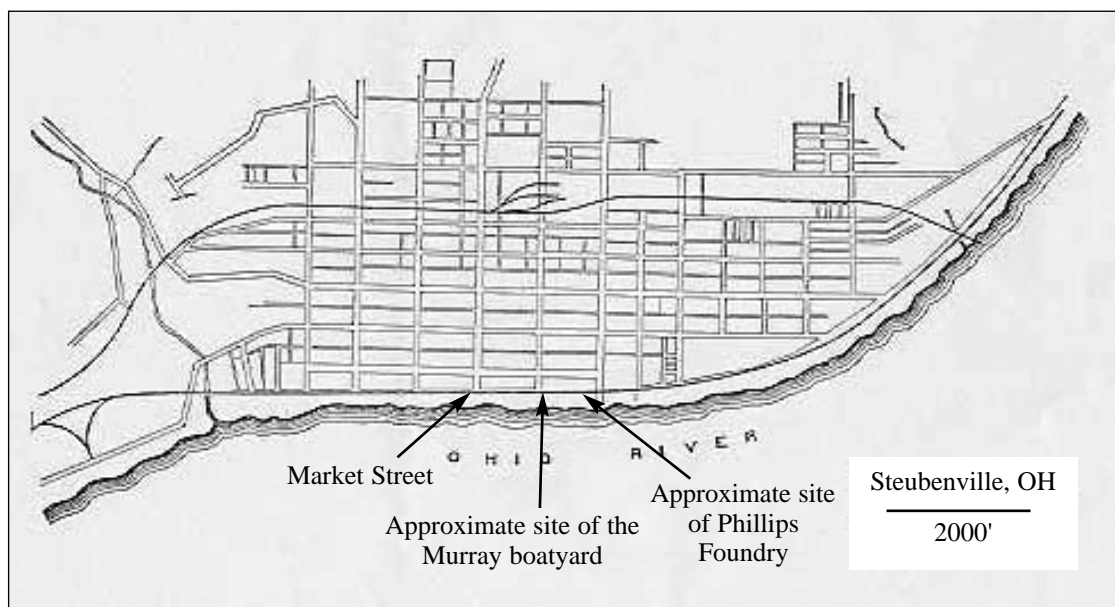 OHIO RIVER
Market Street
Approximate site of the
Murray boatyard
Approximate site
of Phillips
Foundry
Steubenville, OH
2000'